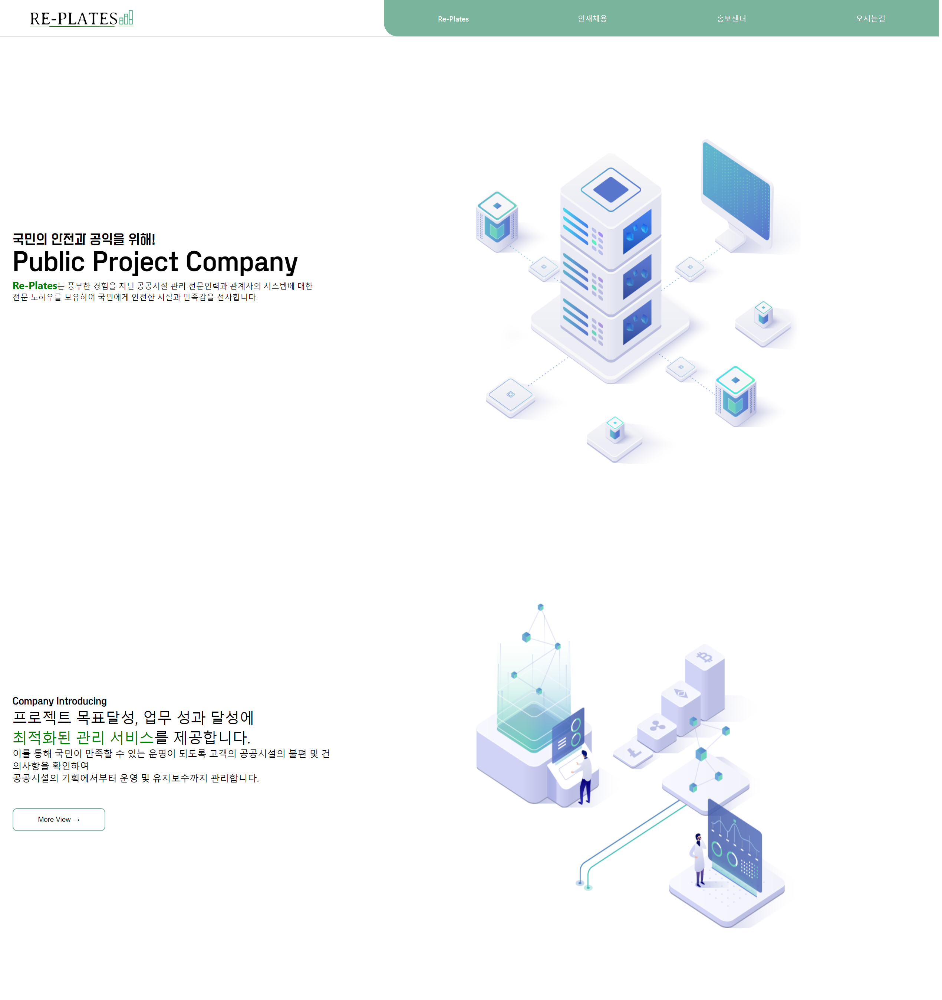 RE-PLATES
Re-Plates
인재채용
홍보센터
오시는길
국민의 안전과 공익을 위해!
Public Project Company
Re-Plates는 풍부한 경험을 지닌 공공시설 관리 전문인력과 관계사의 시스템에 대한
전문 노하우를 보유하여 국민에게 안전한 시설과 만족감을 선사합니다.
Company Introducing
프로젝트 목표달성, 업무 성과 달성에
최적화된 관리 서비스를 제공합니다.
이를 통해 국민이 만족할 수 있는 운영이 되도록 고객의 공공시설의 불편 및 건
의사항을 확인하여
공공시설의 기획에서부터 운영 및 유지보수까지 관리합니다.
More View →